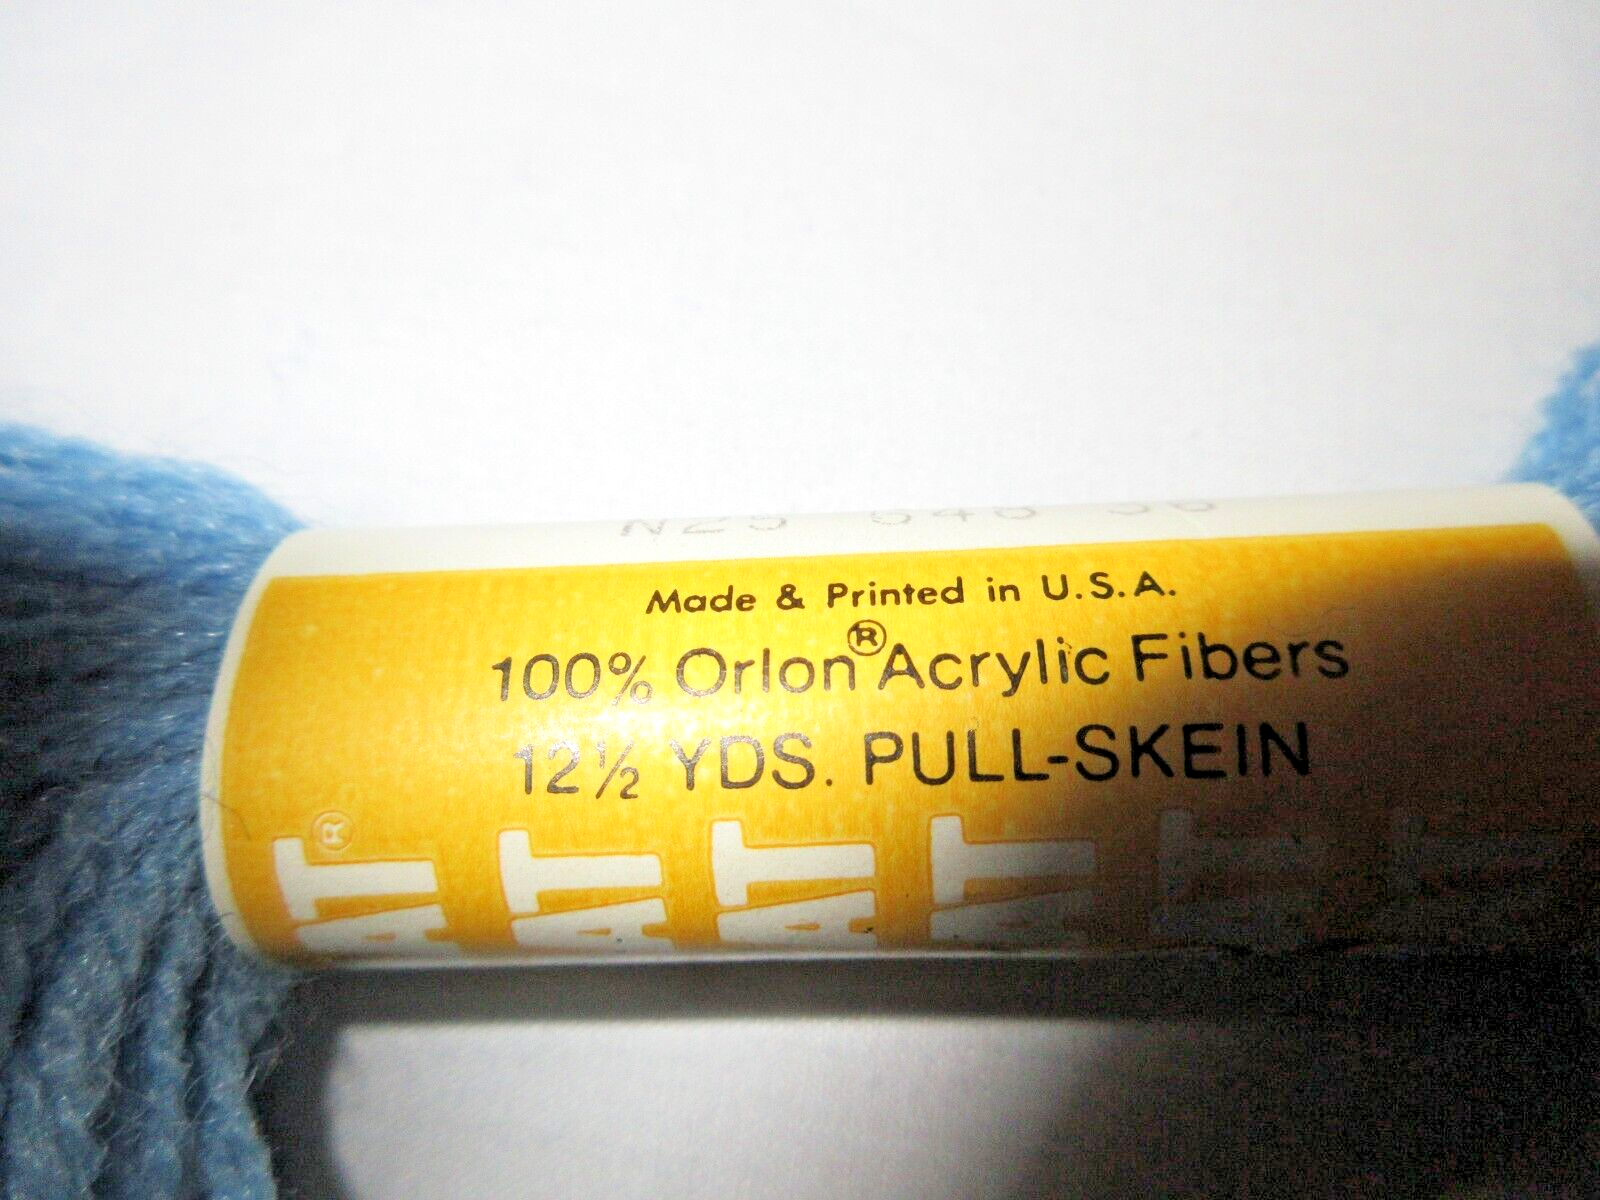 Made & Printed in U.S.A.
100% Orlon® Acrylic Fibers
12½ YDS. PULL-SKEIN